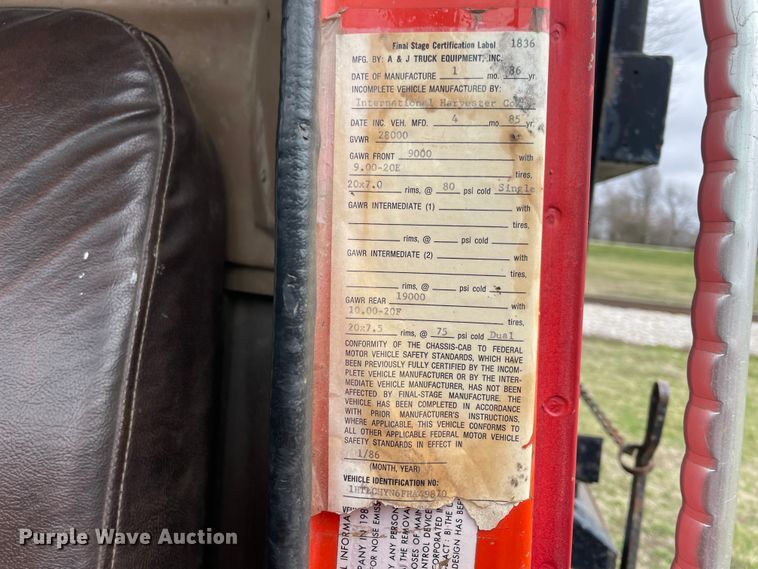 Final Stage Certification Label 1836
MFG. BY: A & J TRUCK EQUIPMENT, INC.
DATE OF MANUFACTURE 1 mo. 86 yr.
INCOMPLETE VEHICLE MANUFACTURED BY:
International Harvester
DATE INC. VEH. MFD. 4 mo 85 yr.
GVWR 28000
GAWR FRONT 9000 with
9.00-20E tires,
20x7.0 rims, @ 80 psi cold Single
GAWR INTERMEDIATE (1) with
tires,
rims, @ psi cold
GAWR INTERMEDIATE (2) with
tires,
rims, @ psi cold
GAWR REAR 19000 with
10.00-20F tires,
20x7.5 rims, @ 75 psi cold Dual
CONFORMITY OF THE CHASSIS-CAB TO FEDERAL
MOTOR VEHICLE SAFETY STANDARDS, WHICH HAVE
BEEN PREVIOUSLY FULLY CERTIFIED BY THE INCOM-
PLETE VEHICLE MANUFACTURER OR BY THE INTER-
MEDIATE VEHICLE MANUFACTURER, HAS NOT BEEN
AFFECTED BY FINAL-STAGE MANUFACTURE. THE
VEHICLE HAS BEEN COMPLETED IN ACCORDANCE
WITH PRIOR MANUFACTURER'S INSTRUCTIONS,
WHERE APPLICABLE. THIS VEHICLE CONFORMS TO
ALL OTHER APPLICABLE FEDERAL MOTOR VEHICLE
SAFETY STANDARDS IN EFFECT IN
1/86
(MONTH, YEAR)
VEHICLE IDENTIFICATION NO:
Purple Wave Auction